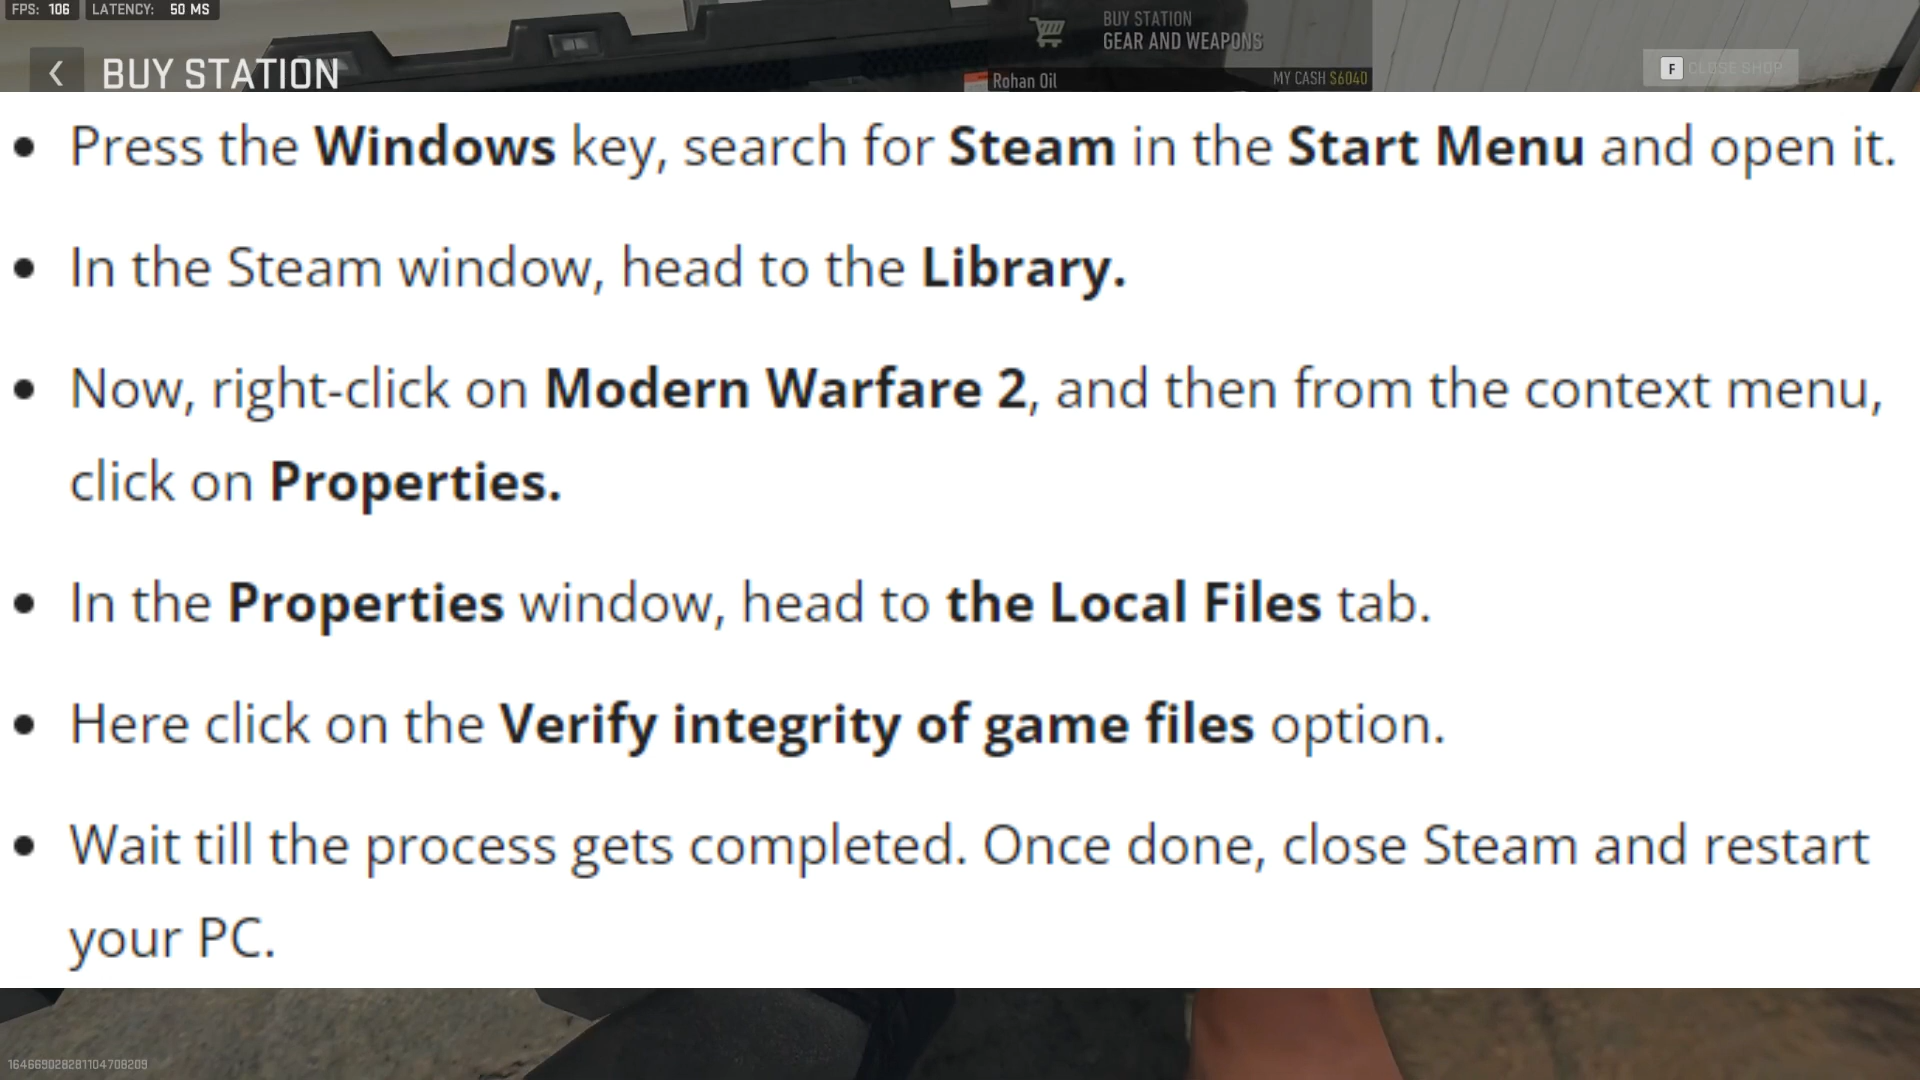 FPS: 106 LATENCY: 50 MS
BUY STATION
GEAR AND WEAPONS
BUY STATION
F CLOSE SHOP
Rohan Oil MY CASH $6040
• Press the Windows key, search for Steam in the Start Menu and open it.
• In the Steam window, head to the Library.
• Now, right-click on Modern Warfare 2, and then from the context menu,
click on Properties.
• In the Properties window, head to the Local Files tab.
• Here click on the Verify integrity of game files option.
• Wait till the process gets completed. Once done, close Steam and restart
your PC.
164669028281104708209